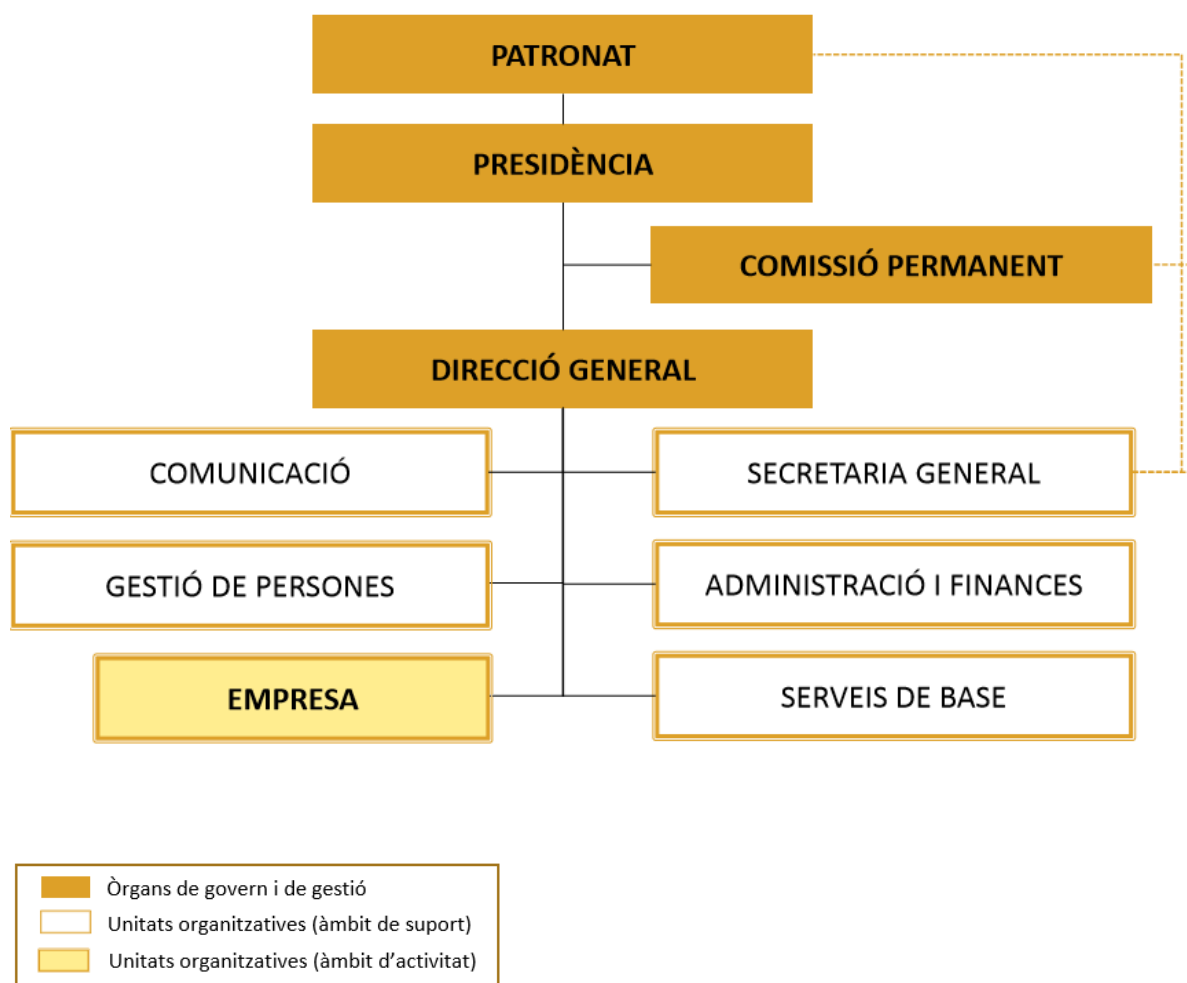 PATRONAT
PRESIDÈNCIA
COMISSIÓ PERMANENT
DIRECCIÓ GENERAL
COMUNICACIÓ
SECRETARIA GENERAL
GESTIÓ DE PERSONES
ADMINISTRACIÓ I FINANCES
EMPRESA
SERVEIS DE BASE
Òrgans de govern i de gestió
Unitats organitzatives (àmbit de suport)
Unitats organitzatives (àmbit d’activitat)